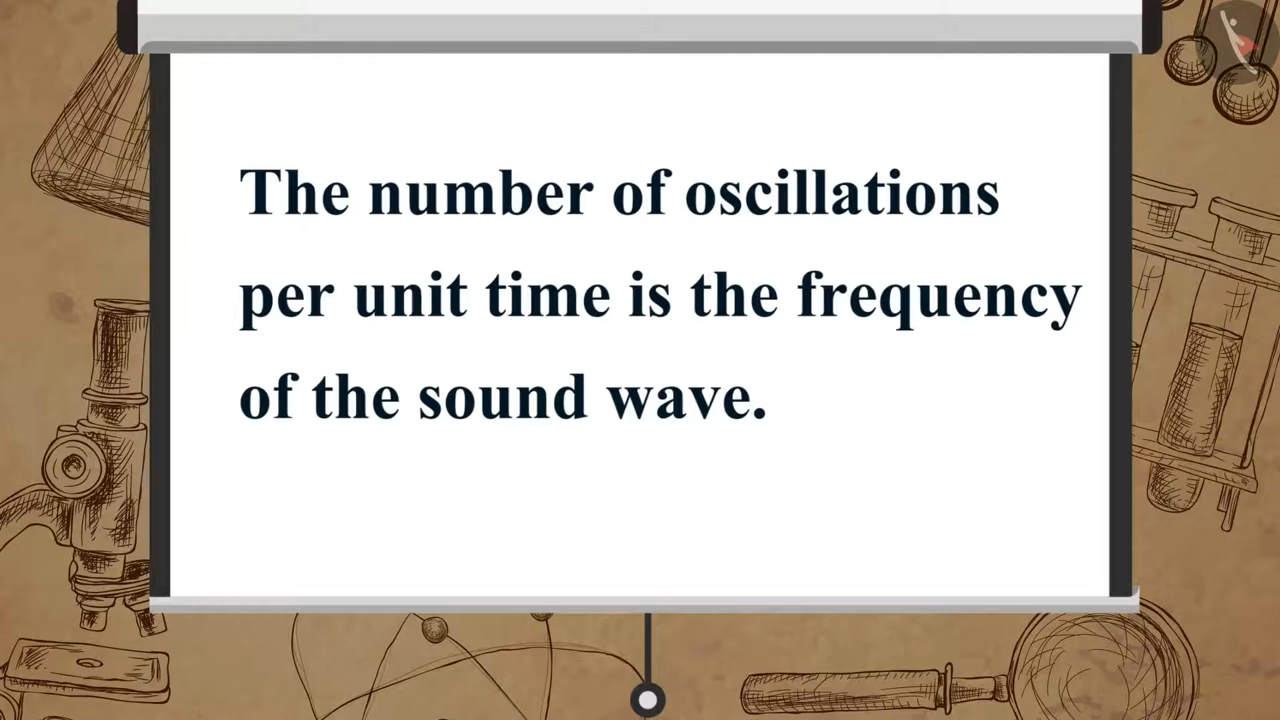 The number of oscillations
per unit time is the frequency
of the sound wave.